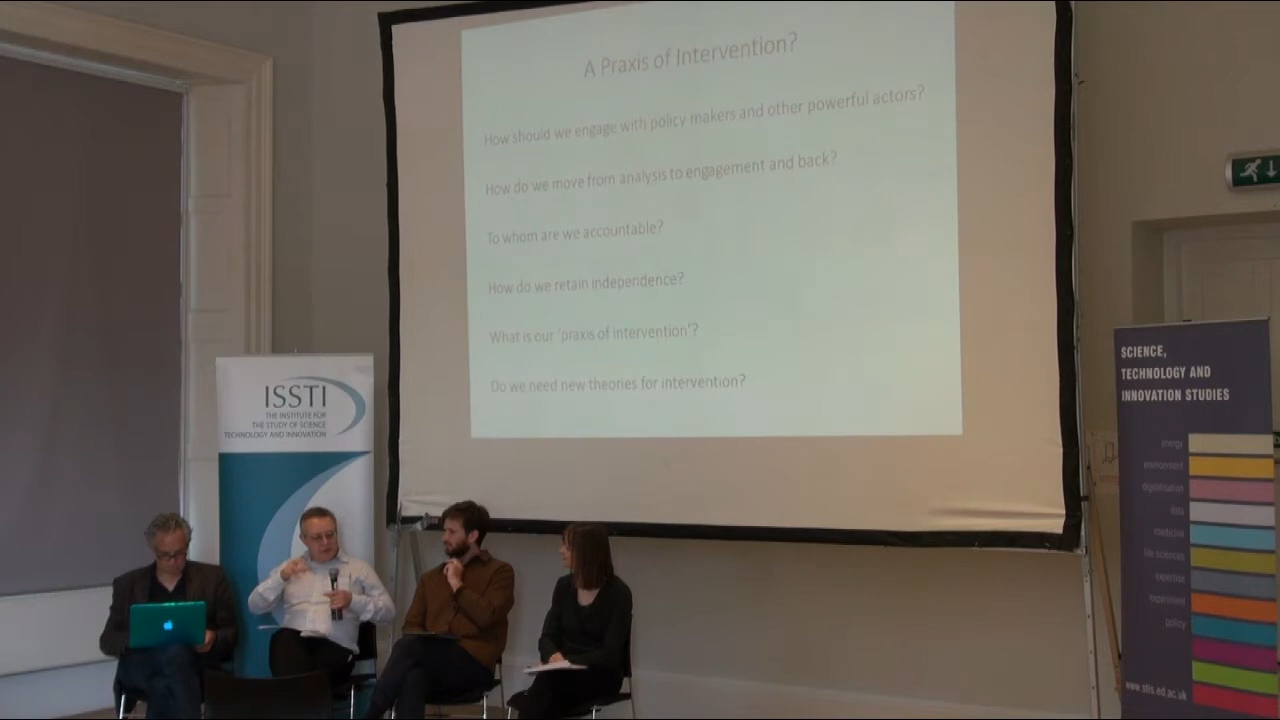 A Praxis of Intervention?
How should we engage with policy makers and other powerful actors?
How do we move from analysis to engagement and back?
To whom are we accountable?
How do we retain independence?
What is our 'praxis of intervention'?
Do we need new theories for intervention?
ISSTI
THE INSTITUTE FOR
THE STUDY OF SCIENCE
TECHNOLOGY AND INNOVATION
SCIENCE,
TECHNOLOGY AND
INNOVATION STUDIES
energy
environment
digitalisation
data
medicine
life sciences
expertise
experiment
policy
www.stis.ed.ac.uk